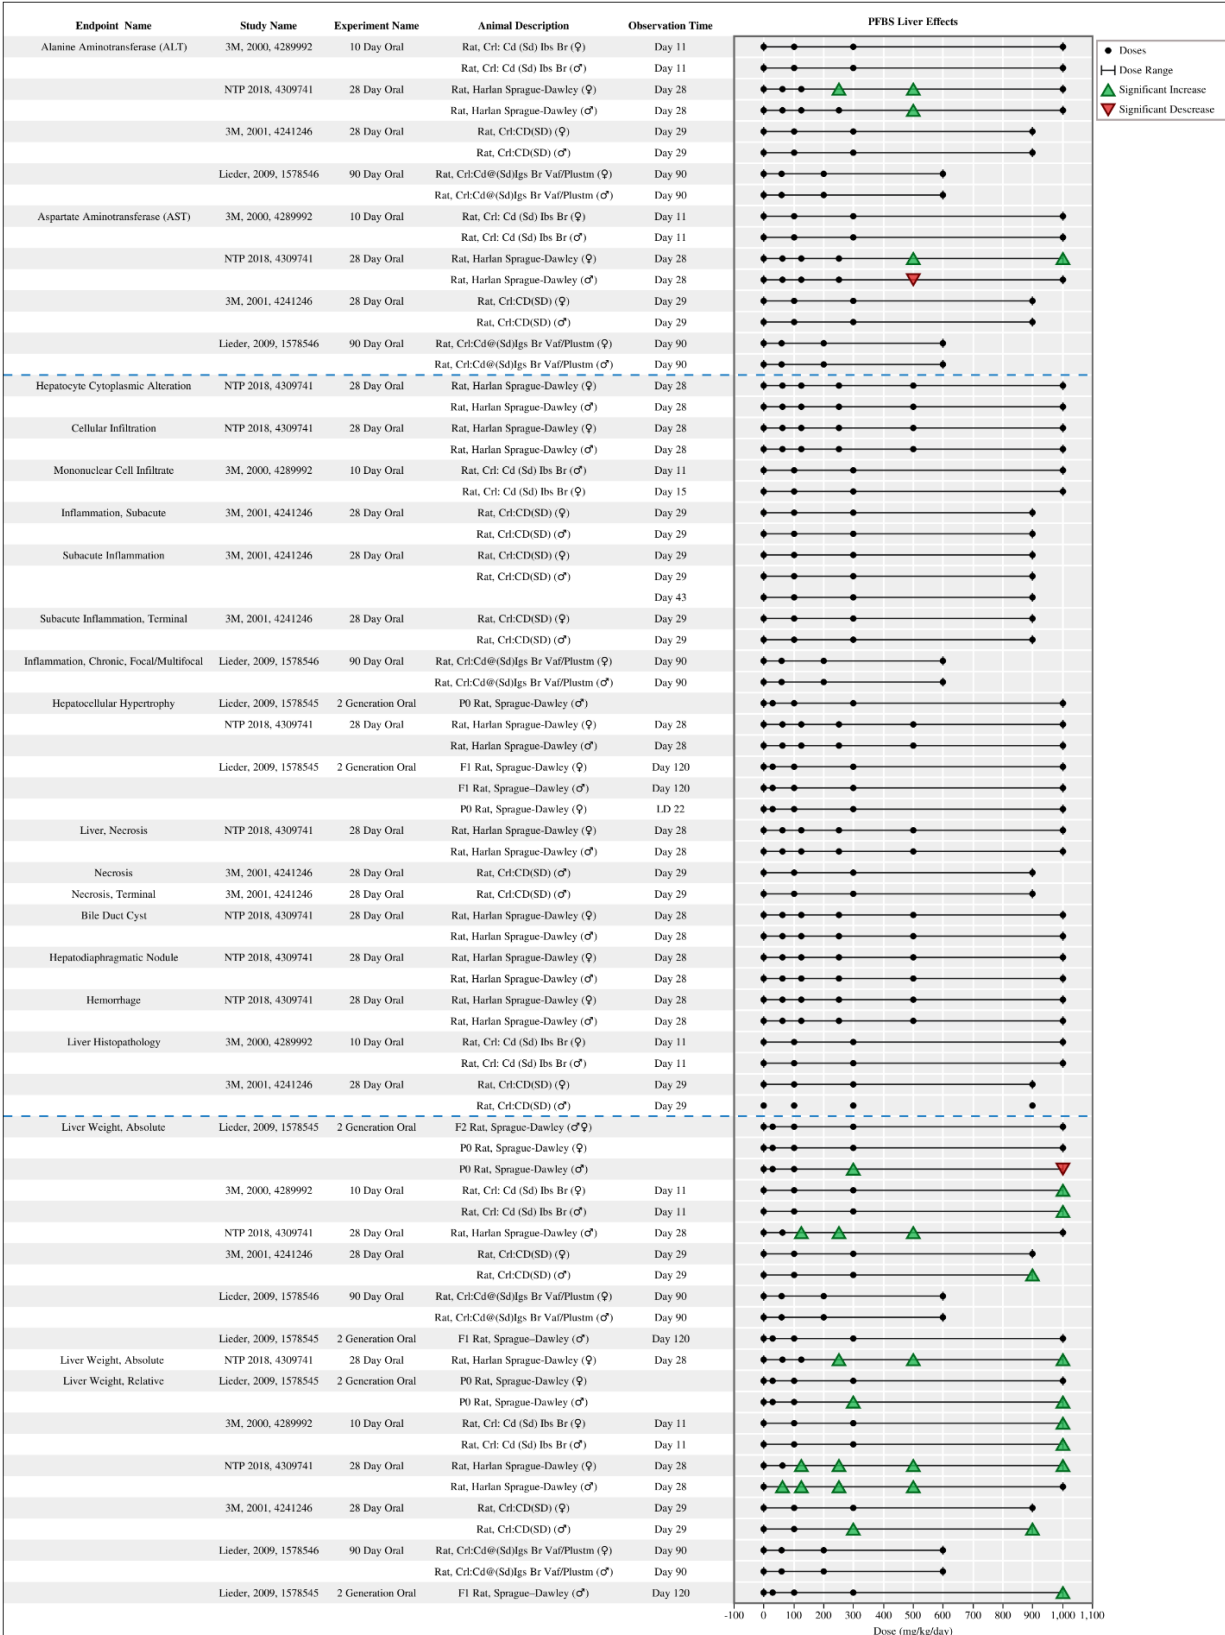 Endpoint Name Study Name Experiment Name Animal Description Observation Time PFBS Liver Effects
Alanine Aminotransferase (ALT) 3M, 2000, 4289992 10 Day Oral Rat, Crl: Cd (Sd) Ibs Br (♀) Day 11
Rat, Crl: Cd (Sd) Ibs Br (♂) Day 11
NTP 2018, 4309741 28 Day Oral Rat, Harlan Sprague-Dawley (♀) Day 28
Rat, Harlan Sprague-Dawley (♂) Day 28
3M, 2001, 4241246 28 Day Oral Rat, Crl:CD(SD) (♀) Day 29
Rat, Crl:CD(SD) (♂) Day 29
Lieder, 2009, 1578546 90 Day Oral Rat, Crl:Cd@(Sd)Igs Br Vaf/Plustm (♀) Day 90
Rat, Crl:Cd@(Sd)Igs Br Vaf/Plustm (♂) Day 90
Aspartate Aminotransferase (AST) 3M, 2000, 4289992 10 Day Oral Rat, Crl: Cd (Sd) Ibs Br (♀) Day 11
Rat, Crl: Cd (Sd) Ibs Br (♂) Day 11
NTP 2018, 4309741 28 Day Oral Rat, Harlan Sprague-Dawley (♀) Day 28
Rat, Harlan Sprague-Dawley (♂) Day 28
3M, 2001, 4241246 28 Day Oral Rat, Crl:CD(SD) (♀) Day 29
Rat, Crl:CD(SD) (♂) Day 29
Lieder, 2009, 1578546 90 Day Oral Rat, Crl:Cd@(Sd)Igs Br Vaf/Plustm (♀) Day 90
Rat, Crl:Cd@(Sd)Igs Br Vaf/Plustm (♂) Day 90
Hepatocyte Cytoplasmic Alteration NTP 2018, 4309741 28 Day Oral Rat, Harlan Sprague-Dawley (♀) Day 28
Rat, Harlan Sprague-Dawley (♂) Day 28
Cellular Infiltration NTP 2018, 4309741 28 Day Oral Rat, Harlan Sprague-Dawley (♀) Day 28
Rat, Harlan Sprague-Dawley (♂) Day 28
Mononuclear Cell Infiltrate 3M, 2000, 4289992 10 Day Oral Rat, Crl: Cd (Sd) Ibs Br (♂) Day 11
Rat, Crl: Cd (Sd) Ibs Br (♀) Day 15
Inflammation, Subacute 3M, 2001, 4241246 28 Day Oral Rat, Crl:CD(SD) (♀) Day 29
Rat, Crl:CD(SD) (♂) Day 29
Subacute Inflammation 3M, 2001, 4241246 28 Day Oral Rat, Crl:CD(SD) (♀) Day 29
Rat, Crl:CD(SD) (♂) Day 29
Day 43
Subacute Inflammation, Terminal 3M, 2001, 4241246 28 Day Oral Rat, Crl:CD(SD) (♀) Day 29
Rat, Crl:CD(SD) (♂) Day 29
Inflammation, Chronic, Focal/Multifocal Lieder, 2009, 1578546 90 Day Oral Rat, Crl:Cd@(Sd)Igs Br Vaf/Plustm (♀) Day 90
Rat, Crl:Cd@(Sd)Igs Br Vaf/Plustm (♂) Day 90
Hepatocellular Hypertrophy Lieder, 2009, 1578545 2 Generation Oral P0 Rat, Sprague-Dawley (♂)
NTP 2018, 4309741 28 Day Oral Rat, Harlan Sprague-Dawley (♀) Day 28
Rat, Harlan Sprague-Dawley (♂) Day 28
Lieder, 2009, 1578545 2 Generation Oral F1 Rat, Sprague–Dawley (♀) Day 120
F1 Rat, Sprague–Dawley (♂) Day 120
P0 Rat, Sprague–Dawley (♀) LD 22
Liver, Necrosis NTP 2018, 4309741 28 Day Oral Rat, Harlan Sprague-Dawley (♀) Day 28
Rat, Harlan Sprague-Dawley (♂) Day 28
Necrosis 3M, 2001, 4241246 28 Day Oral Rat, Crl:CD(SD) (♂) Day 29
Necrosis, Terminal 3M, 2001, 4241246 28 Day Oral Rat, Crl:CD(SD) (♂) Day 29
Bile Duct Cyst NTP 2018, 4309741 28 Day Oral Rat, Harlan Sprague-Dawley (♀) Day 28
Rat, Harlan Sprague-Dawley (♂) Day 28
Hepatodiaphragmatic Nodule NTP 2018, 4309741 28 Day Oral Rat, Harlan Sprague-Dawley (♀) Day 28
Rat, Harlan Sprague-Dawley (♂) Day 28
Hemorrhage NTP 2018, 4309741 28 Day Oral Rat, Harlan Sprague-Dawley (♀) Day 28
Rat, Harlan Sprague-Dawley (♂) Day 28
Liver Histopathology 3M, 2000, 4289992 10 Day Oral Rat, Crl: Cd (Sd) Ibs Br (♀) Day 11
Rat, Crl: Cd (Sd) Ibs Br (♂) Day 11
3M, 2001, 4241246 28 Day Oral Rat, Crl:CD(SD) (♀) Day 29
Rat, Crl:CD(SD) (♂) Day 29
Liver Weight, Absolute Lieder, 2009, 1578545 2 Generation Oral F2 Rat, Sprague-Dawley (♂♀)
P0 Rat, Sprague-Dawley (♀)
P0 Rat, Sprague-Dawley (♂)
3M, 2000, 4289992 10 Day Oral Rat, Crl: Cd (Sd) Ibs Br (♀) Day 11
Rat, Crl: Cd (Sd) Ibs Br (♂) Day 11
NTP 2018, 4309741 28 Day Oral Rat, Harlan Sprague-Dawley (♂) Day 28
3M, 2001, 4241246 28 Day Oral Rat, Crl:CD(SD) (♀) Day 29
Rat, Crl:CD(SD) (♂) Day 29
Lieder, 2009, 1578546 90 Day Oral Rat, Crl:Cd@(Sd)Igs Br Vaf/Plustm (♀) Day 90
Rat, Crl:Cd@(Sd)Igs Br Vaf/Plustm (♂) Day 90
Lieder, 2009, 1578545 2 Generation Oral F1 Rat, Sprague–Dawley (♂) Day 120
Liver Weight, Absolute NTP 2018, 4309741 28 Day Oral Rat, Harlan Sprague-Dawley (♀) Day 28
Liver Weight, Relative Lieder, 2009, 1578545 2 Generation Oral P0 Rat, Sprague-Dawley (♀)
P0 Rat, Sprague-Dawley (♂)
3M, 2000, 4289992 10 Day Oral Rat, Crl: Cd (Sd) Ibs Br (♀) Day 11
Rat, Crl: Cd (Sd) Ibs Br (♂) Day 11
NTP 2018, 4309741 28 Day Oral Rat, Harlan Sprague-Dawley (♀) Day 28
Rat, Harlan Sprague-Dawley (♂) Day 28
3M, 2001, 4241246 28 Day Oral Rat, Crl:CD(SD) (♀) Day 29
Rat, Crl:CD(SD) (♂) Day 29
Lieder, 2009, 1578546 90 Day Oral Rat, Crl:Cd@(Sd)Igs Br Vaf/Plustm (♀) Day 90
Rat, Crl:Cd@(Sd)Igs Br Vaf/Plustm (♂) Day 90
Lieder, 2009, 1578545 2 Generation Oral F1 Rat, Sprague–Dawley (♂) Day 120
-100 0 100 200 300 400 500 600 700 800 900 1,000 1,100
Dose (mg/kg/day)
Doses
Dose Range
Significant Increase
Significant Descrease